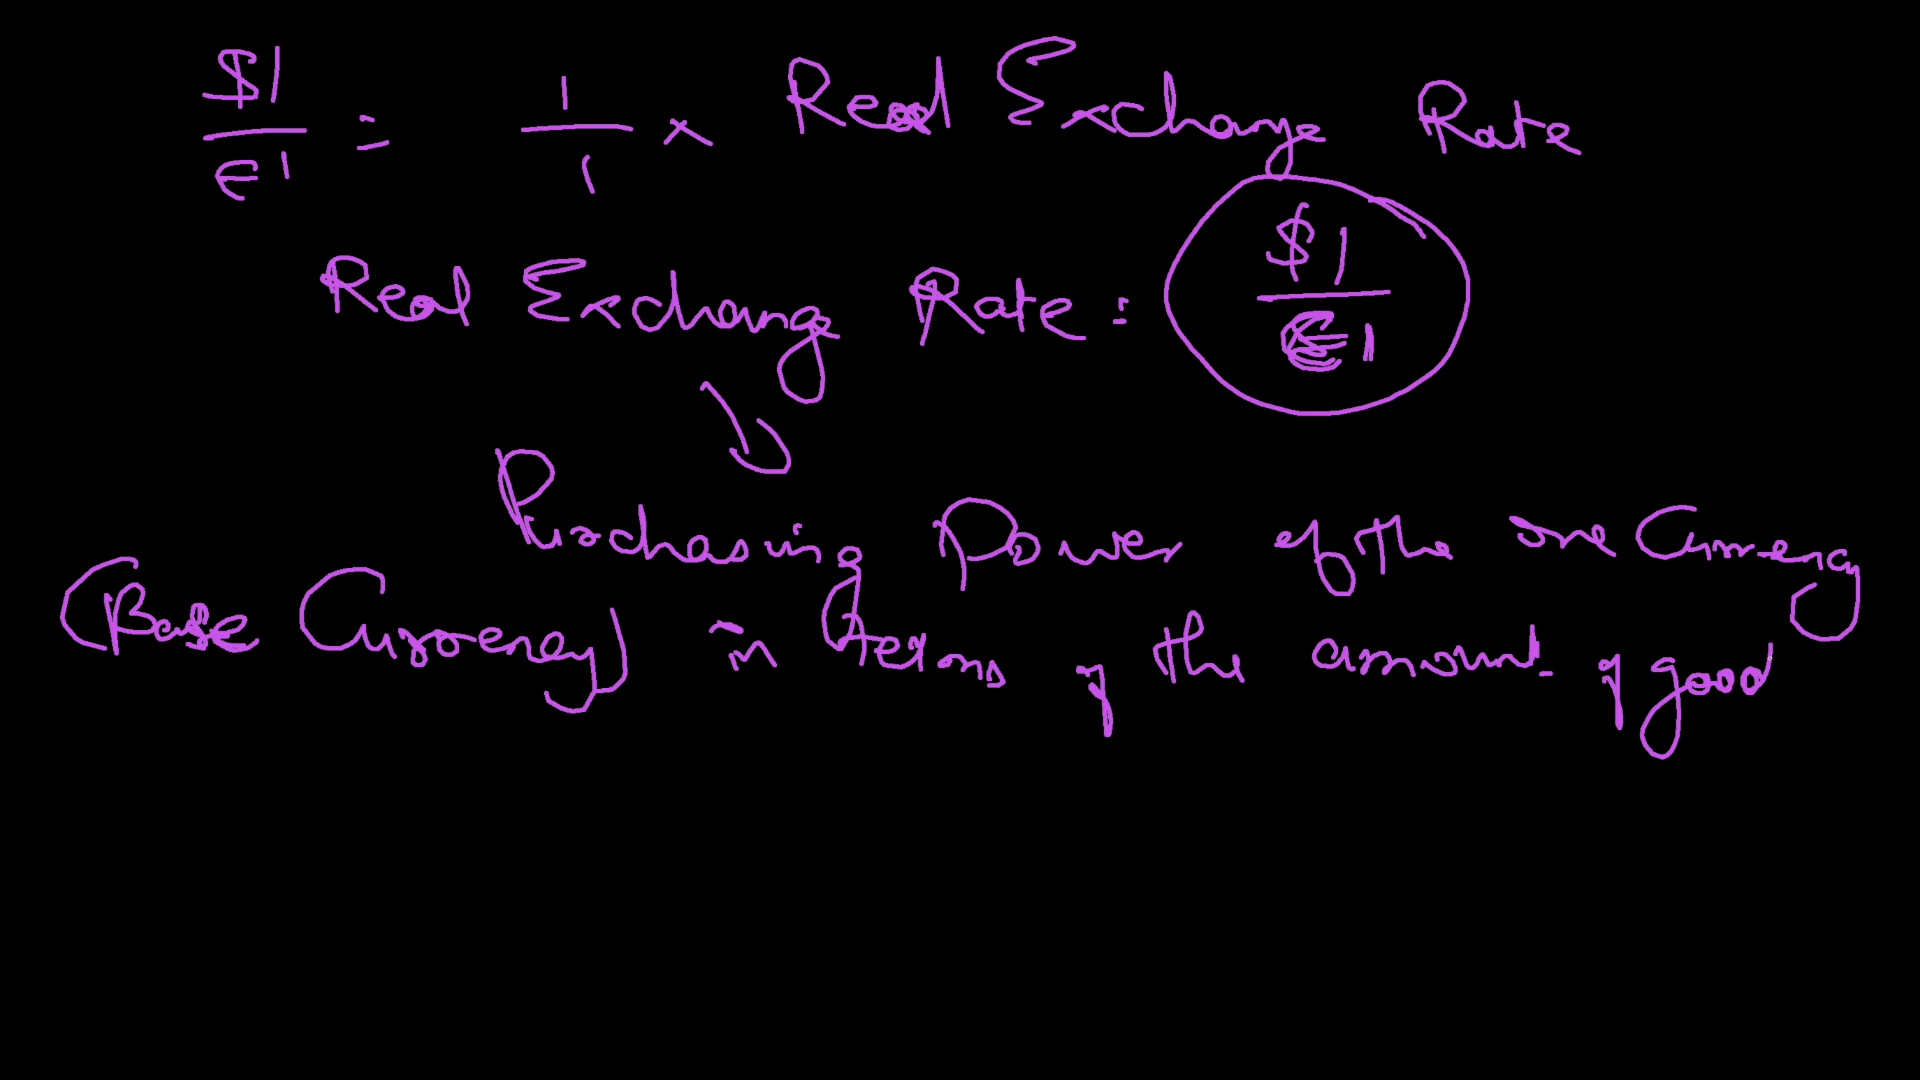 $1/€1 = 1/1 × Real Exchange Rate
Real Exchange Rate = $1/€1
Purchasing Power of the one Currency
(Base Currency) in terms of the amount of good